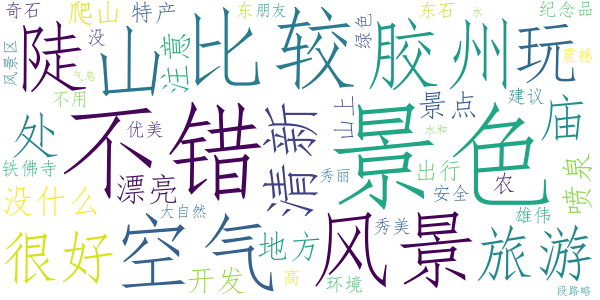 奇石
爬山
特产
东
朋友
东石
水
纪念品
风景区
没
陡
山
注意
比较
绿色
胶州
玩
震撼
气息
不用
处
优美
不错
清新
山上
景点
水和
景色
建议
庙
铁佛寺
漂亮
秀丽
出行
农
喷泉
没什么
大自然
安全
雄伟
很好
空气
地方
风景
秀美
旅游
开发
高
环境
段路略